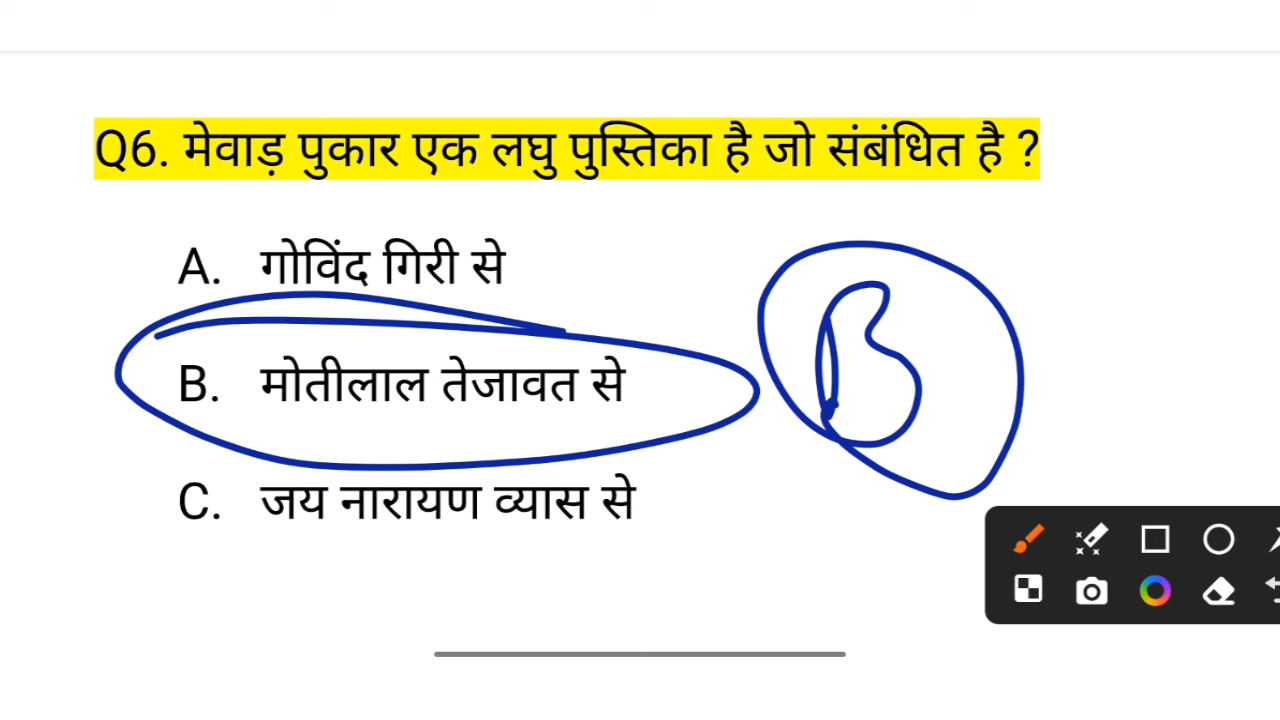 Q6. मेवाड़ पुकार एक लघु पुस्तिका है जो संबंधित है ?
A. गोविंद गिरी से
B. मोतीलाल तेजावत से
B
C. जय नारायण व्यास से